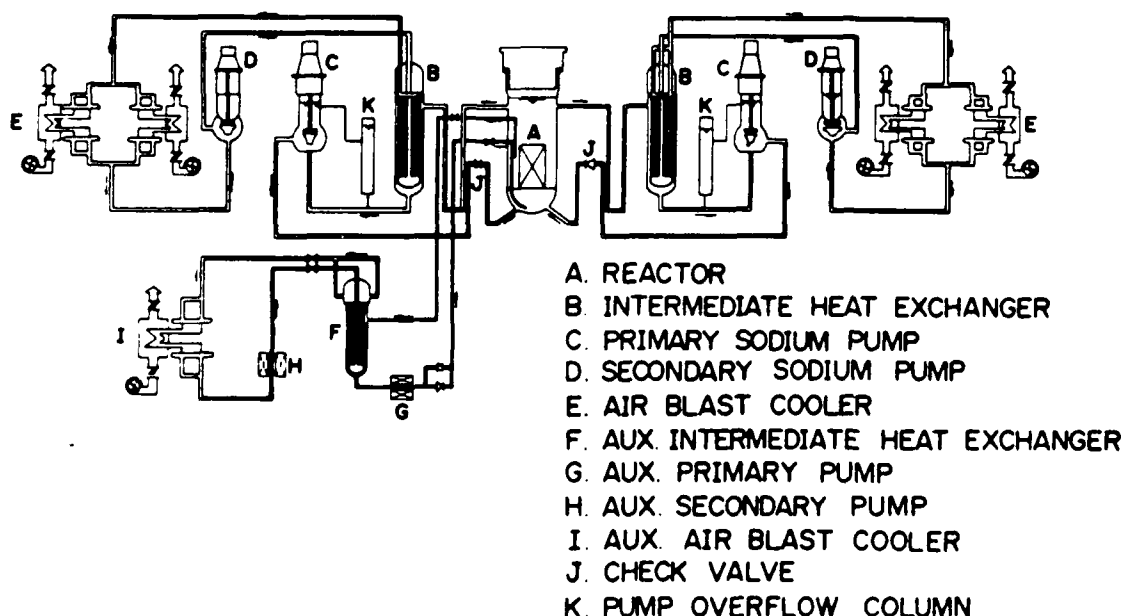 D
C
B
K
E
A
J
J
B
C
K
D
E
I
H
F
G
A. REACTOR
B. INTERMEDIATE HEAT EXCHANGER
C. PRIMARY SODIUM PUMP
D. SECONDARY SODIUM PUMP
E. AIR BLAST COOLER
F. AUX. INTERMEDIATE HEAT EXCHANGER
G. AUX. PRIMARY PUMP
H. AUX. SECONDARY PUMP
I. AUX. AIR BLAST COOLER
J. CHECK VALVE
K. PUMP OVERFLOW COLUMN